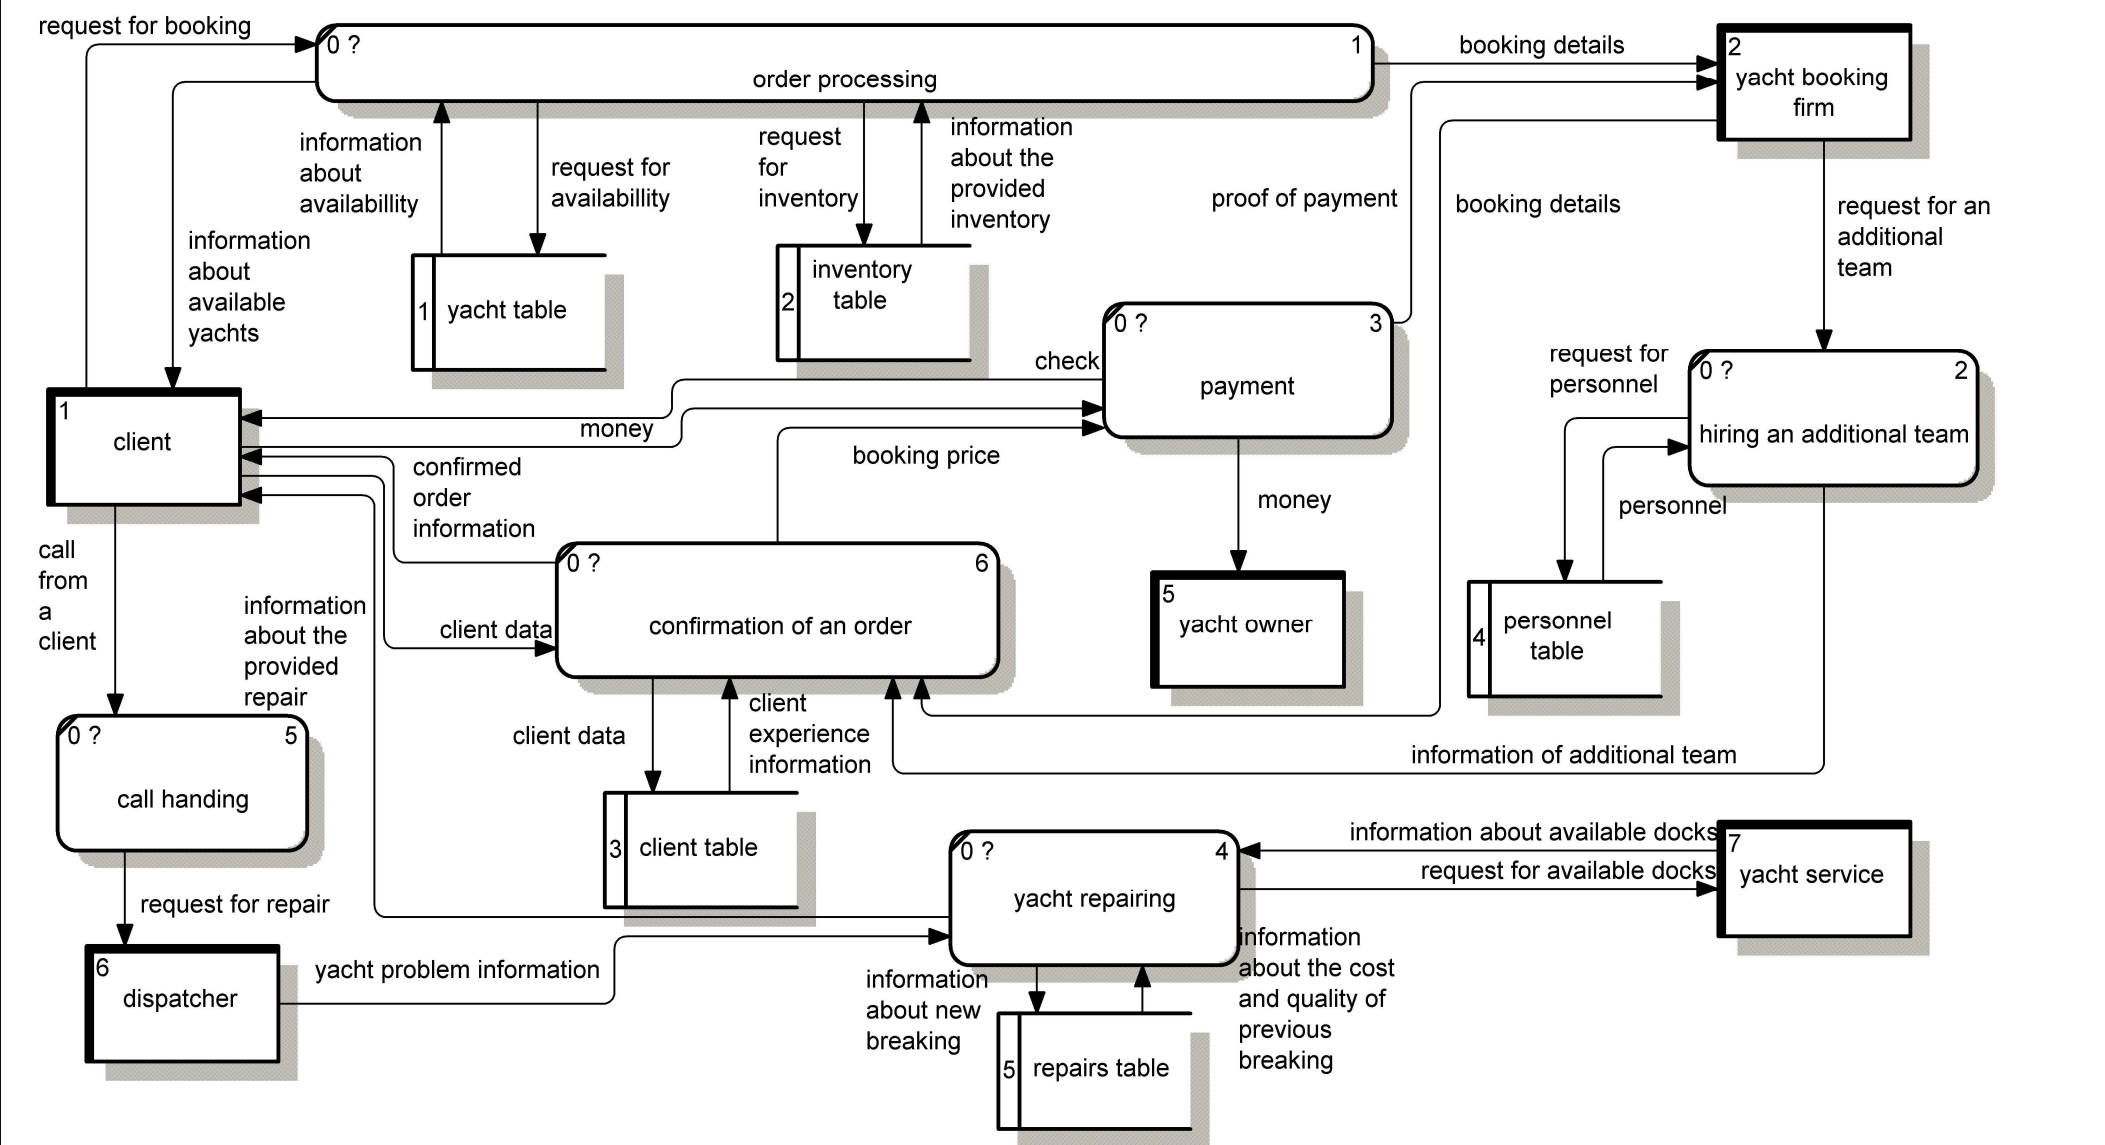 request for booking
0 ?
1
order processing
booking details
2
yacht booking
firm
information
about
availabillity
request for
availabillity
request
for
inventory
information
about the
provided
inventory
proof of payment
booking details
request for an
additional
team
information
about
available
yachts
1
yacht table
2
inventory
table
0 ?
3
payment
check
money
booking price
request for
personnel
0 ?
2
hiring an additional team
personnel
1
client
confirmed
order
information
money
call
from
a
client
information
about the
provided
repair
client data
0 ?
6
confirmation of an order
5
yacht owner
4
personnel
table
client data
client
experience
information
information of additional team
0 ?
5
call handing
3
client table
0 ?
4
yacht repairing
information about available docks
request for available docks
7
yacht service
request for repair
6
dispatcher
yacht problem information
information
about new
breaking
information
about the cost
and quality of
previous
breaking
5
repairs table